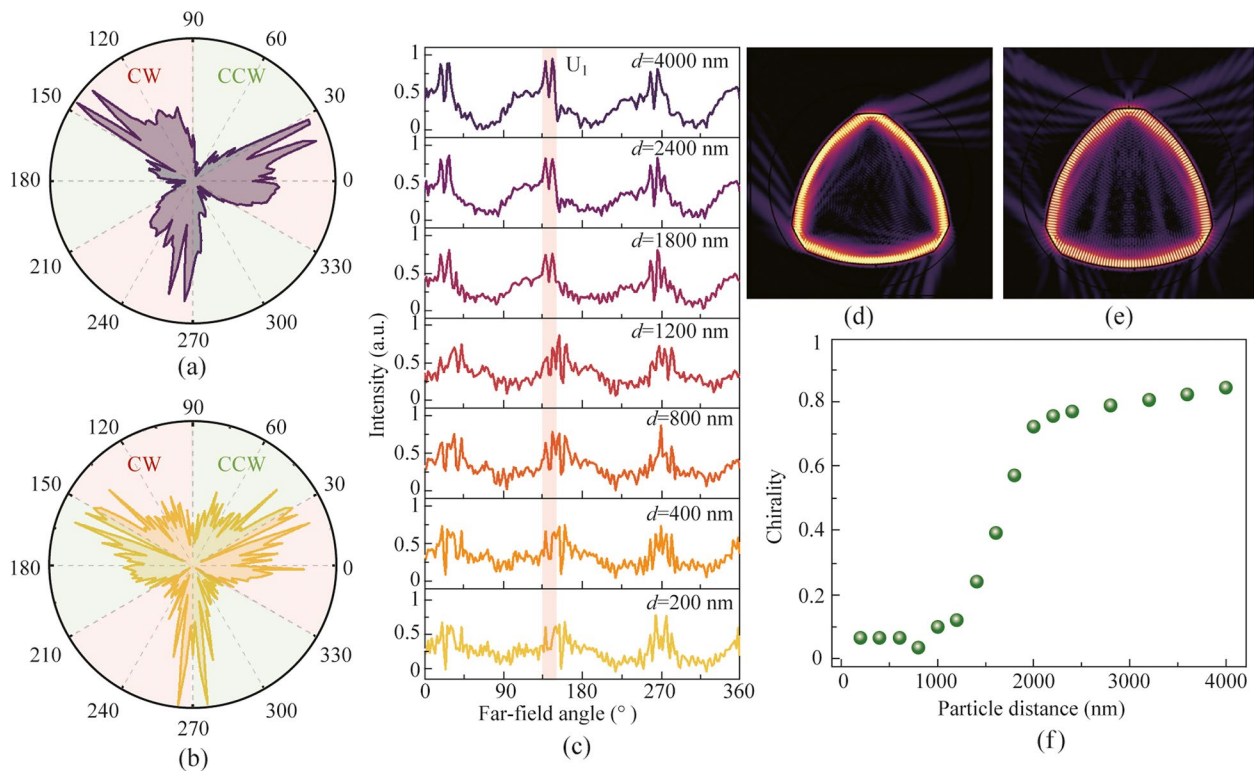 90
120
60
CW
CCW
150
30
180
0
210
330
240
300
270
(a)
90
120
60
CW
CCW
150
30
180
0
210
330
240
300
270
(b)
Intensity (a.u.)
1
0.5
0
U1
d=4000 nm
1
0.5
0
d=2400 nm
1
0.5
0
d=1800 nm
1
0.5
0
d=1200 nm
1
0.5
0
d=800 nm
1
0.5
0
d=400 nm
1
0.5
0
d=200 nm
0 90 180 270 360
Far-field angle (°)
(c)
(d)
(e)
Chirality
1
0.8
0.6
0.4
0.2
0
0 1000 2000 3000 4000
Particle distance (nm)
(f)